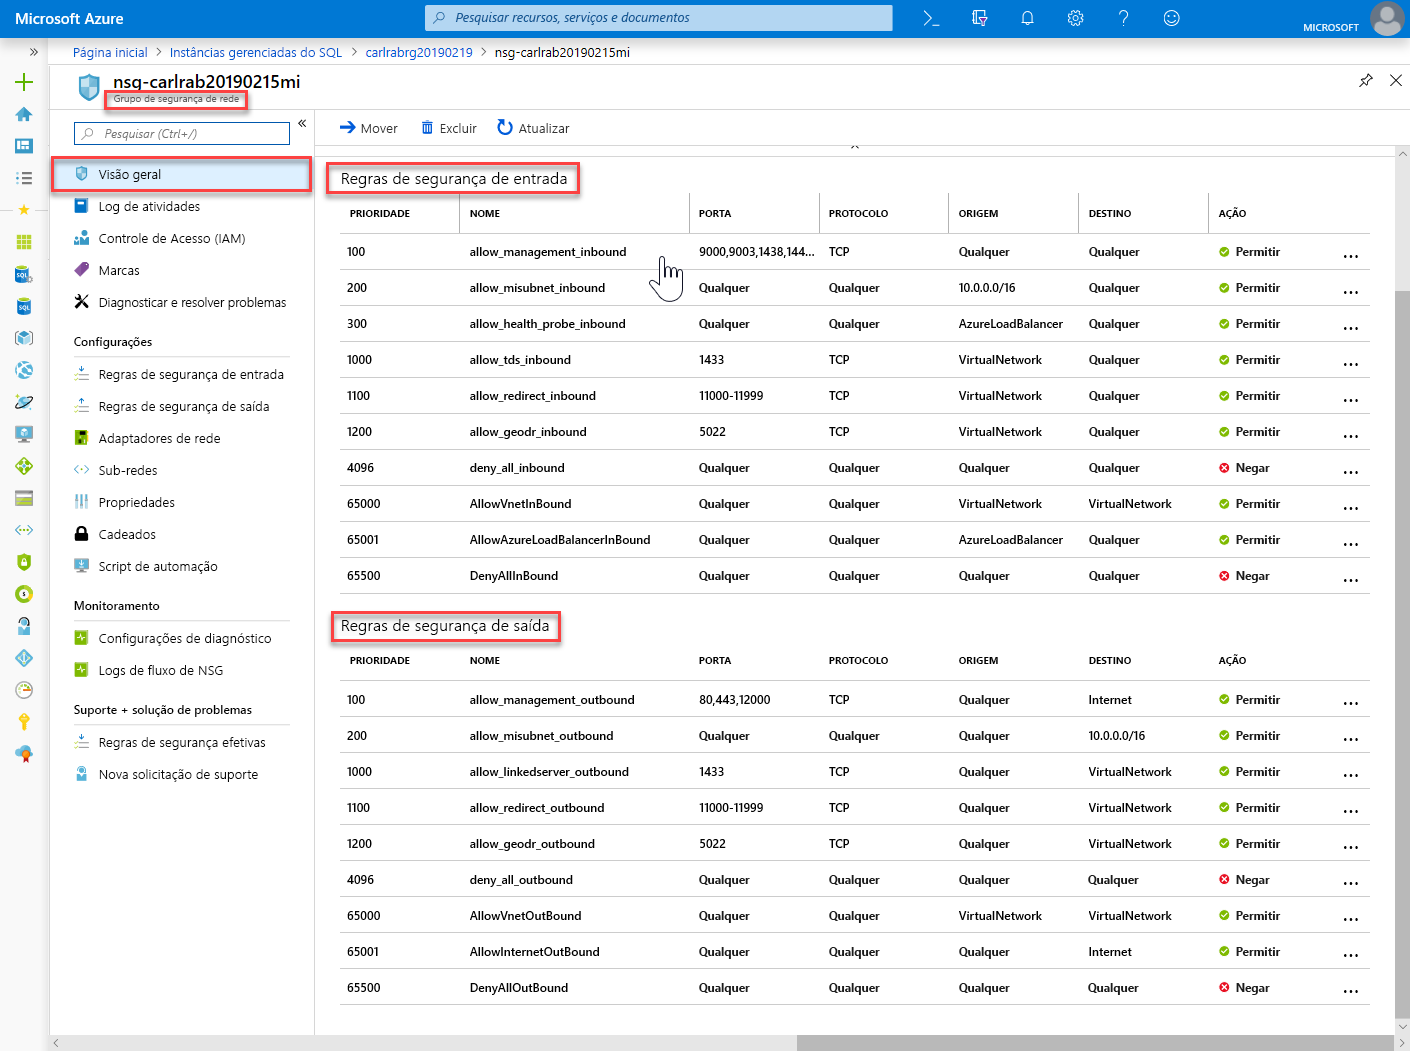 Microsoft Azure
Pesquisar recursos, serviços e documentos
MICROSOFT
Página inicial > Instâncias gerenciadas do SQL > carlrabrg20190219 > nsg-carlrab20190215mi
nsg-carlrab20190215mi
Grupo de segurança de rede
Pesquisar (Ctrl+/)
Visão geral
Log de atividades
Controle de Acesso (IAM)
Marcas
Diagnosticar e resolver problemas
Configurações
Regras de segurança de entrada
Regras de segurança de saída
Adaptadores de rede
Sub-redes
Propriedades
Cadeados
Script de automação
Monitoramento
Configurações de diagnóstico
Logs de fluxo de NSG
Suporte + solução de problemas
Regras de segurança efetivas
Nova solicitação de suporte
Mover Excluir Atualizar
Regras de segurança de entrada
PRIORIDADE NOME PORTA PROTOCOLO ORIGEM DESTINO AÇÃO
100 allow_management_inbound 9000,9003,1438,144... TCP Qualquer Qualquer Permitir ...
200 allow_misubnet_inbound Qualquer Qualquer 10.0.0.0/16 Qualquer Permitir ...
300 allow_health_probe_inbound Qualquer Qualquer AzureLoadBalancer Qualquer Permitir ...
1000 allow_tds_inbound 1433 TCP VirtualNetwork Qualquer Permitir ...
1100 allow_redirect_inbound 11000-11999 TCP VirtualNetwork Qualquer Permitir ...
1200 allow_geodr_inbound 5022 TCP VirtualNetwork Qualquer Permitir ...
4096 deny_all_inbound Qualquer Qualquer Qualquer Qualquer Negar ...
65000 AllowVnetInBound Qualquer Qualquer VirtualNetwork VirtualNetwork Permitir ...
65001 AllowAzureLoadBalancerInBound Qualquer Qualquer AzureLoadBalancer Qualquer Permitir ...
65500 DenyAllInBound Qualquer Qualquer Qualquer Qualquer Negar ...
Regras de segurança de saída
PRIORIDADE NOME PORTA PROTOCOLO ORIGEM DESTINO AÇÃO
100 allow_management_outbound 80,443,12000 TCP Qualquer Internet Permitir ...
200 allow_misubnet_outbound Qualquer Qualquer Qualquer 10.0.0.0/16 Permitir ...
1000 allow_linkedserver_outbound 1433 TCP Qualquer VirtualNetwork Permitir ...
1100 allow_redirect_outbound 11000-11999 TCP Qualquer VirtualNetwork Permitir ...
1200 allow_geodr_outbound 5022 TCP Qualquer VirtualNetwork Permitir ...
4096 deny_all_outbound Qualquer Qualquer Qualquer Qualquer Negar ...
65000 AllowVnetOutBound Qualquer Qualquer VirtualNetwork VirtualNetwork Permitir ...
65001 AllowInternetOutBound Qualquer Qualquer Qualquer Internet Permitir ...
65500 DenyAllOutBound Qualquer Qualquer Qualquer Qualquer Negar ...